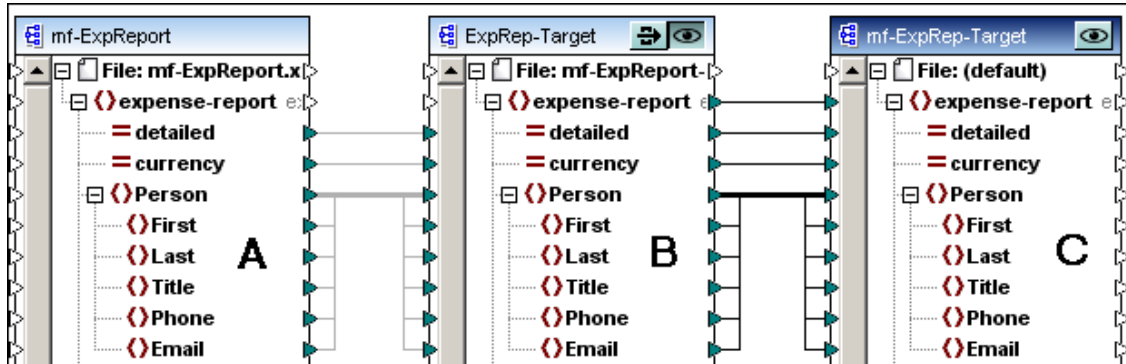 mf-ExpReport
File: mf-ExpReport.x
expense-report ex
detailed
currency
Person
First
Last
Title
Phone
Email
A
ExpRep-Target
File: mf-ExpReport-
expense-report e
detailed
currency
Person
First
Last
Title
Phone
Email
B
mf-ExpRep-Target
File: (default)
expense-report e
detailed
currency
Person
First
Last
Title
Phone
Email
C